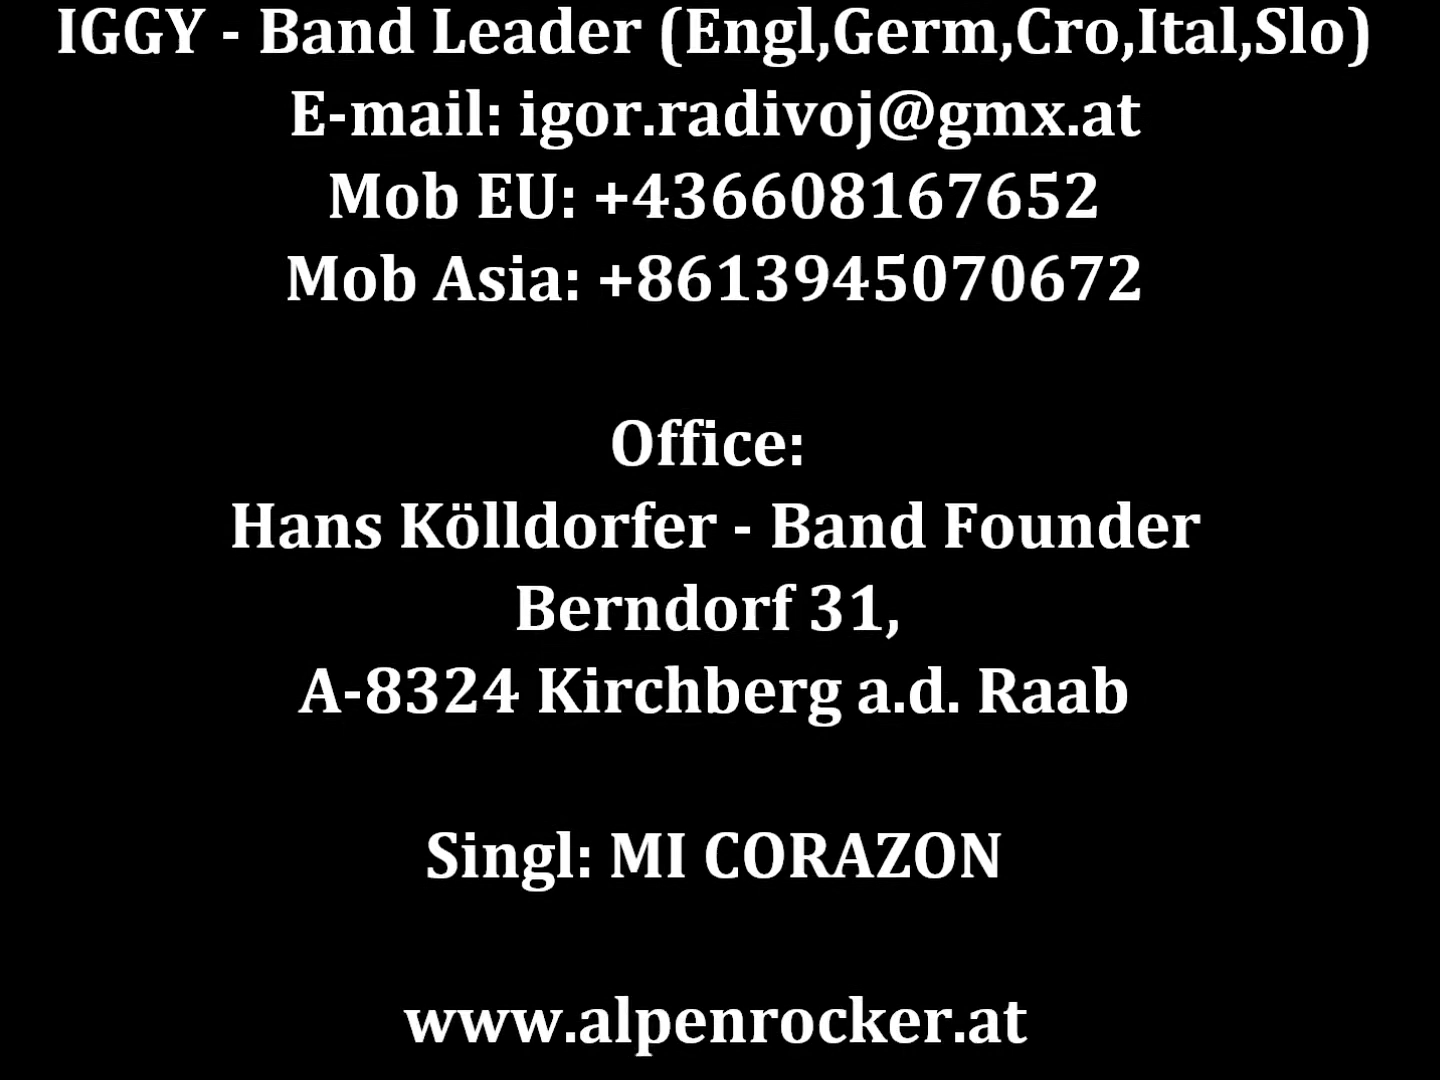 IGGY - Band Leader (Engl,Germ,Cro,Ital,Slo)
E-mail: igor.radivoj@gmx.at
Mob EU: +436608167652
Mob Asia: +8613945070672
Office:
Hans Kölldorfer - Band Founder
Berndorf 31,
A-8324 Kirchberg a.d. Raab
Singl: MI CORAZON
www.alpenrocker.at